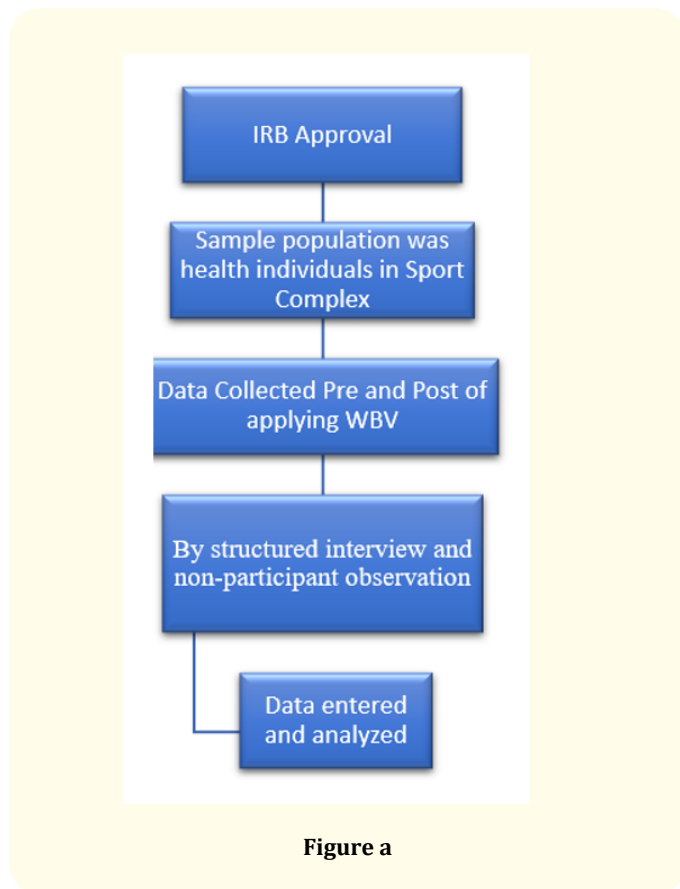 IRB Approval
Sample population was
health individuals in Sport
Complex
Data Collected Pre and Post of
applying WBV
By structured interview and
non-participant observation
Data entered
and analyzed
Figure a